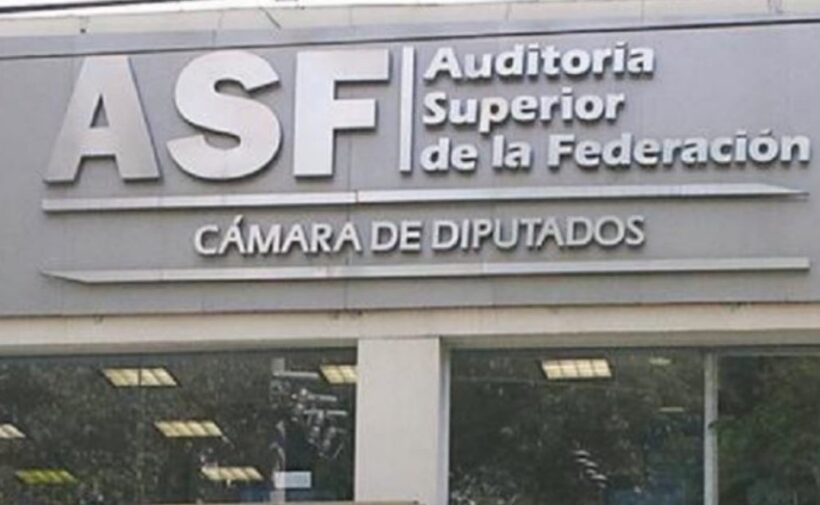 ASF
Auditoria
Superior
de la Federación
CÁMARA DE DIPUTADOS